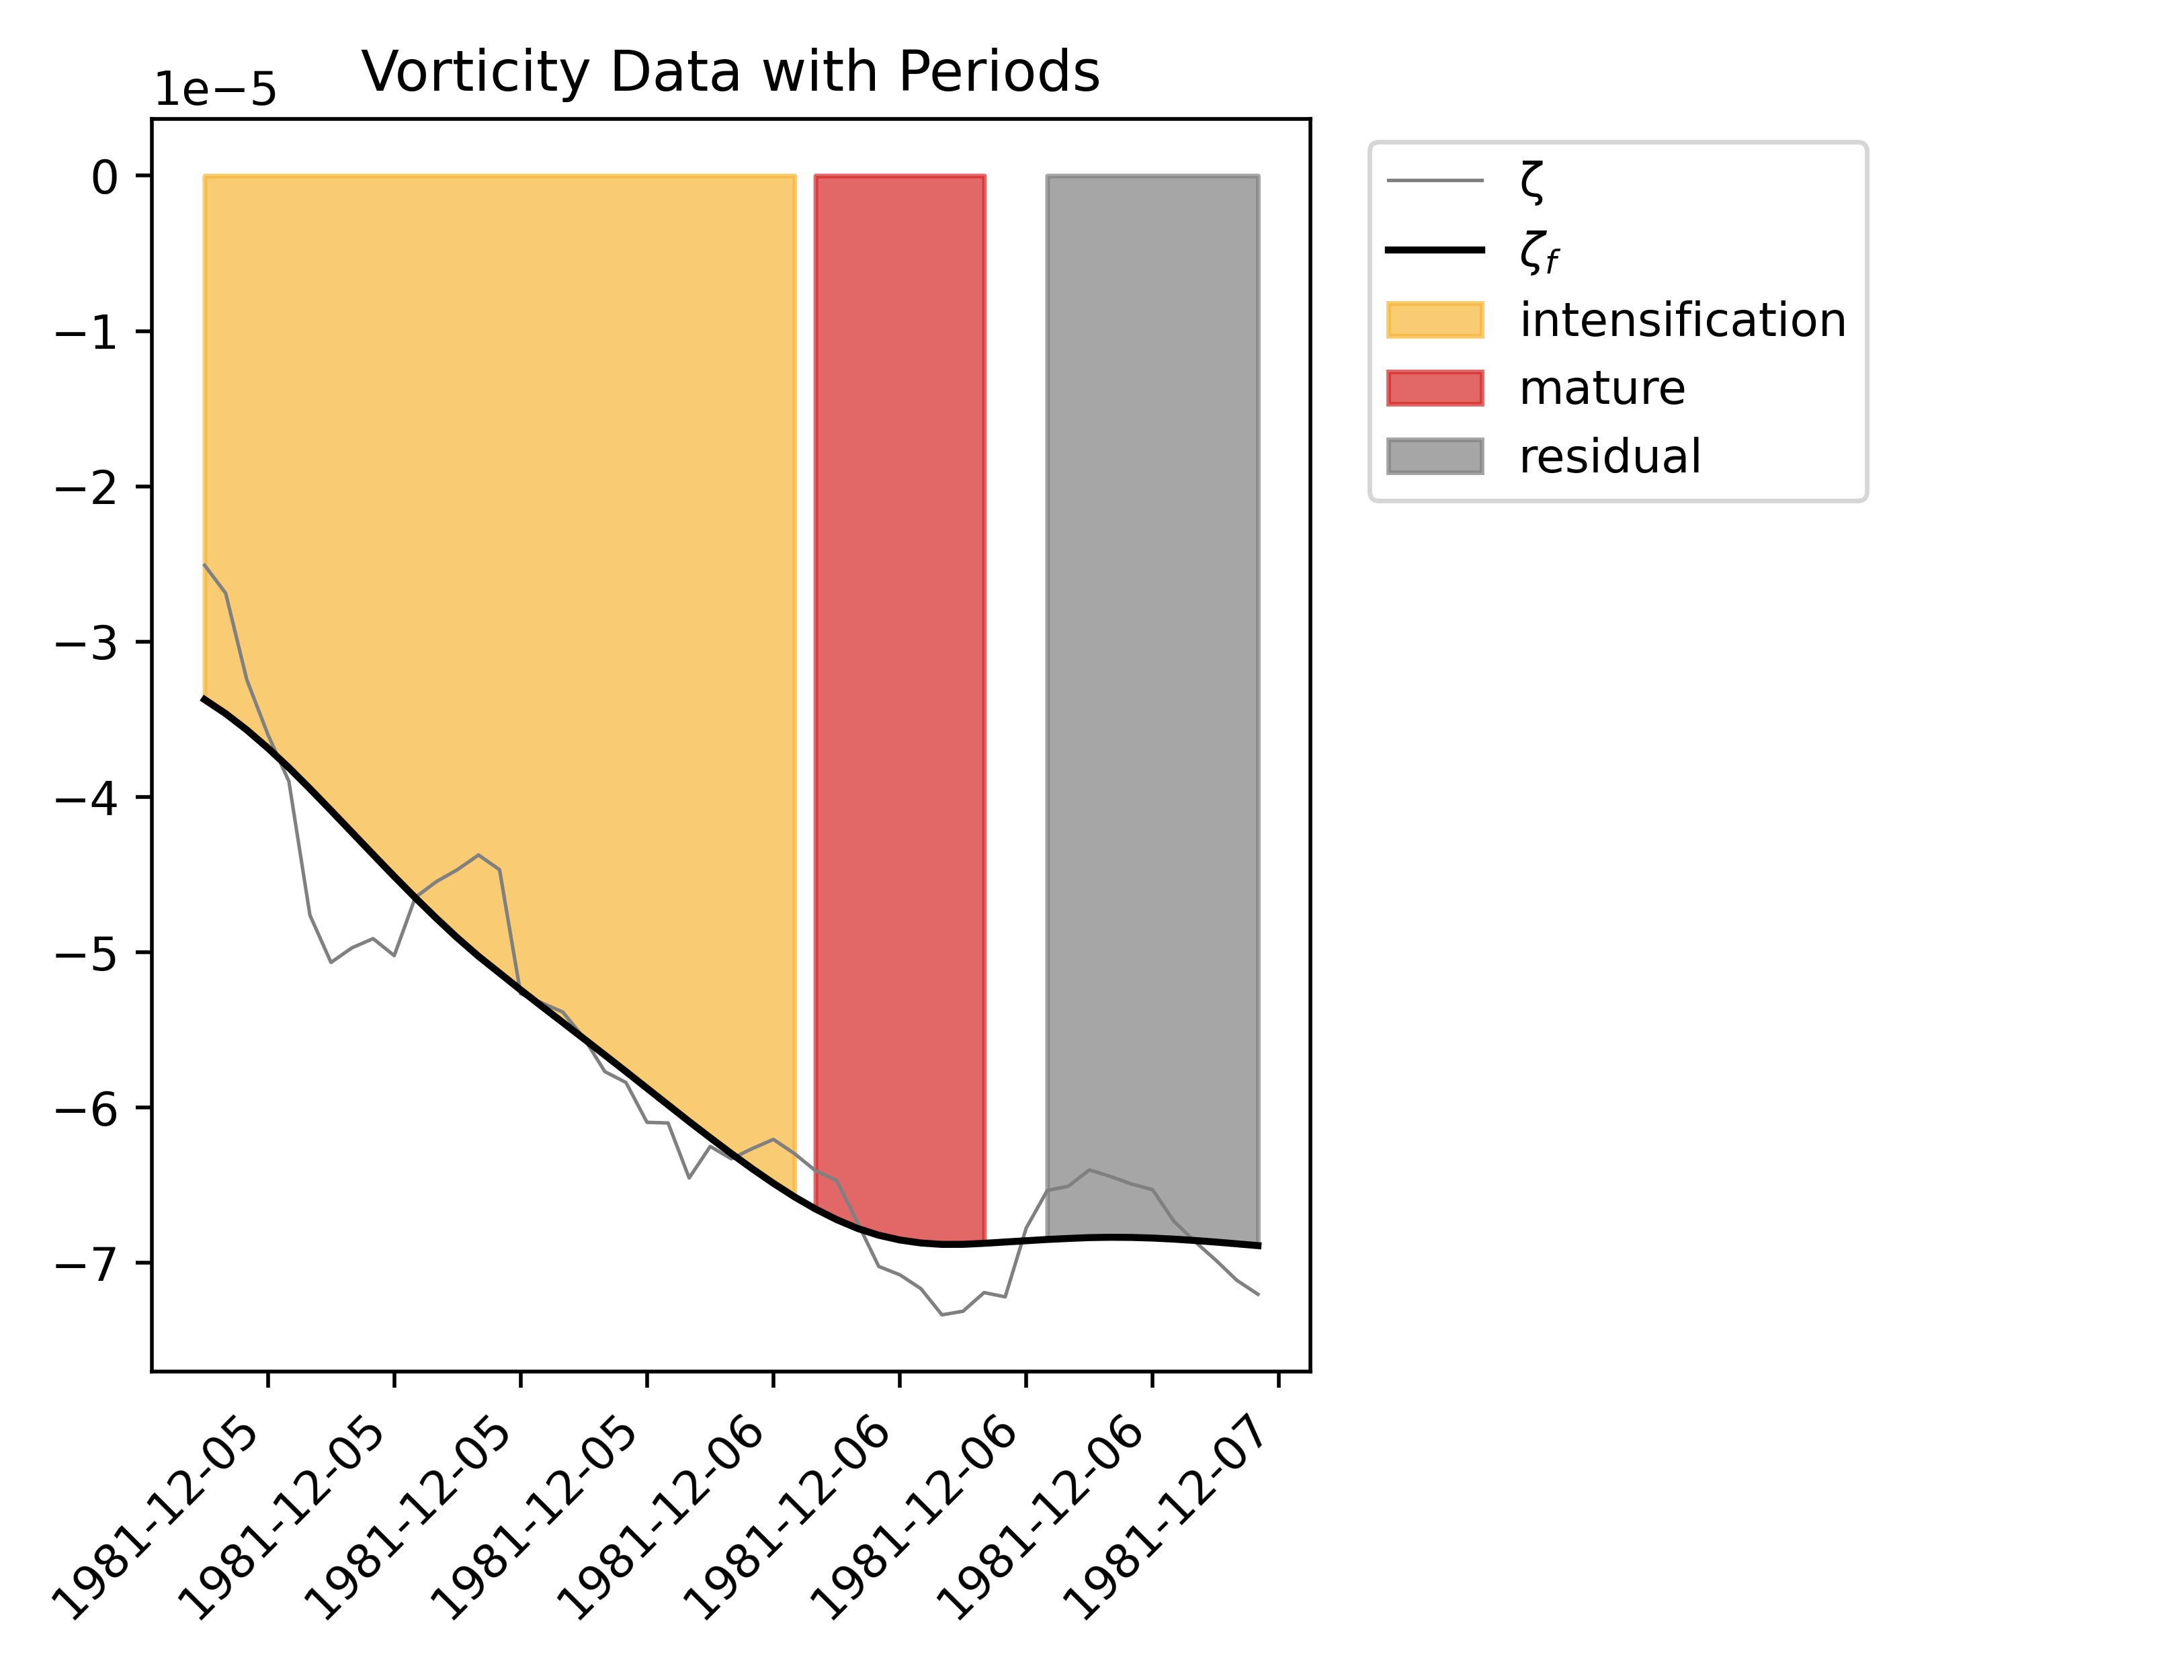 Vorticity Data with Periods
1e−5
0
−1
−2
−3
−4
−5
−6
−7
1981-12-05
1981-12-05
1981-12-05
1981-12-05
1981-12-06
1981-12-06
1981-12-06
1981-12-06
1981-12-07
ζ
ζf
intensification
mature
residual